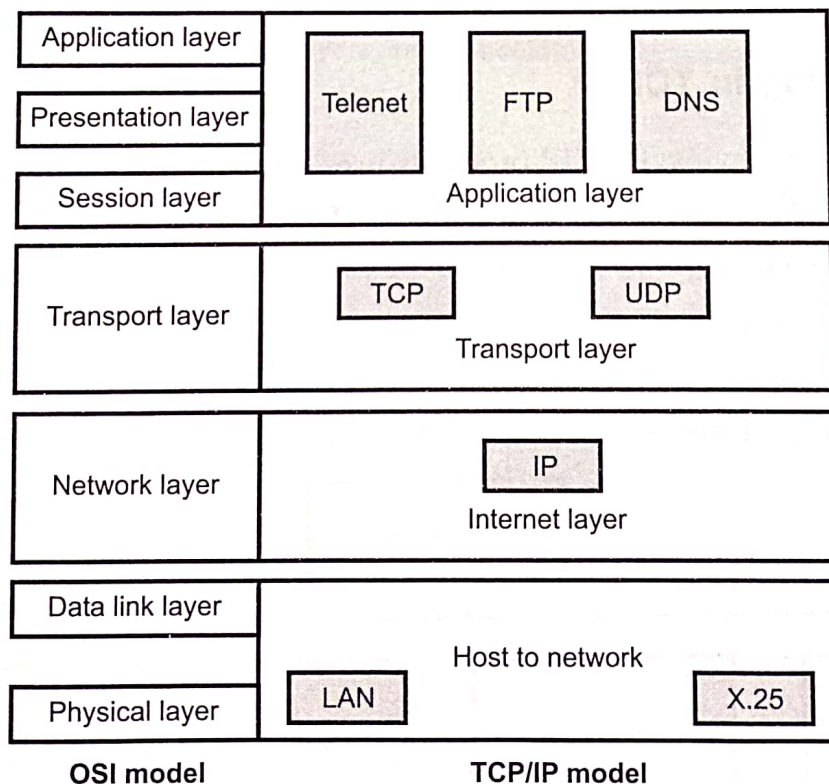 Application layer
Presentation layer
Session layer
Telenet FTP DNS
Application layer
Transport layer
TCP UDP
Transport layer
Network layer
IP
Internet layer
Data link layer
Physical layer
Host to network
LAN X.25
OSI model TCP/IP model